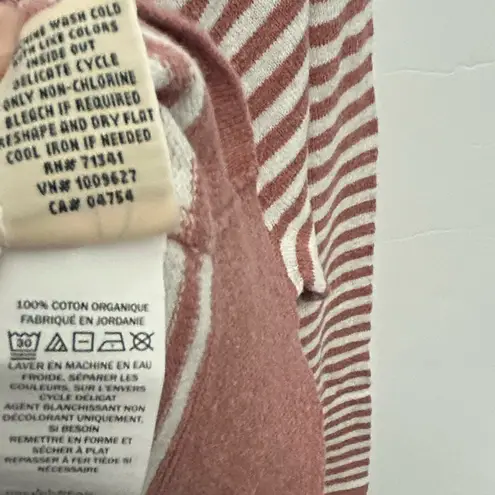 WASH COLD
LIKE COLORS
INSIDE OUT
DELICATE CYCLE
ONLY NON-CHLORINE
BLEACH IF REQUIRED
RESHAPE AND DRY FLAT
COOL IRON IF NEEDED
RN# 71341
VN# 1009627
CA# 04754
100% COTON ORGANIQUE
FABRIQUÉ EN JORDANIE
30
LAVER EN MACHINE EN EAU
FROIDE, SÉPARER LES
COULEURS, SUR L'ENVERS
CYCLE DÉLICAT
AGENT BLANCHISSANT NON
DÉCOLORANT UNIQUEMENT,
SI BESOIN
REMETTRE EN FORME ET
SÉCHER À PLAT
REPASSER À FER TIÈDE SI
NÉCESSAIRE